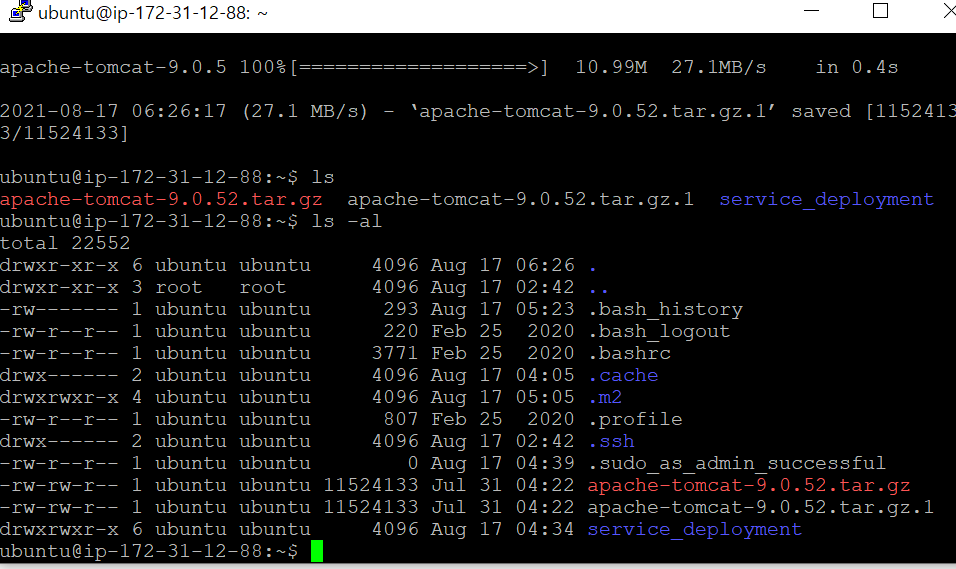 ubuntu@ip-172-31-12-88: ~
apache-tomcat-9.0.5 100%[===================>]  10.99M  27.1MB/s    in 0.4s
2021-08-17 06:26:17 (27.1 MB/s) - ‘apache-tomcat-9.0.52.tar.gz.1’ saved [1152413
3/11524133]
ubuntu@ip-172-31-12-88:~$ ls
apache-tomcat-9.0.52.tar.gz  apache-tomcat-9.0.52.tar.gz.1  service_deployment
ubuntu@ip-172-31-12-88:~$ ls -al
total 22552
drwxr-xr-x 6 ubuntu ubuntu     4096 Aug 17 06:26 .
drwxr-xr-x 3 root   root       4096 Aug 17 02:42 ..
-rw------- 1 ubuntu ubuntu      293 Aug 17 05:23 .bash_history
-rw-r--r-- 1 ubuntu ubuntu      220 Feb 25  2020 .bash_logout
-rw-r--r-- 1 ubuntu ubuntu     3771 Feb 25  2020 .bashrc
drwx------ 2 ubuntu ubuntu     4096 Aug 17 04:05 .cache
drwxrwxr-x 4 ubuntu ubuntu     4096 Aug 17 05:05 .m2
-rw-r--r-- 1 ubuntu ubuntu      807 Feb 25  2020 .profile
drwx------ 2 ubuntu ubuntu     4096 Aug 17 02:42 .ssh
-rw-r--r-- 1 ubuntu ubuntu        0 Aug 17 04:39 .sudo_as_admin_successful
-rw-rw-r-- 1 ubuntu ubuntu 11524133 Jul 31 04:22 apache-tomcat-9.0.52.tar.gz
-rw-rw-r-- 1 ubuntu ubuntu 11524133 Jul 31 04:22 apache-tomcat-9.0.52.tar.gz.1
drwxrwxr-x 6 ubuntu ubuntu     4096 Aug 17 04:34 service_deployment
ubuntu@ip-172-31-12-88:~$